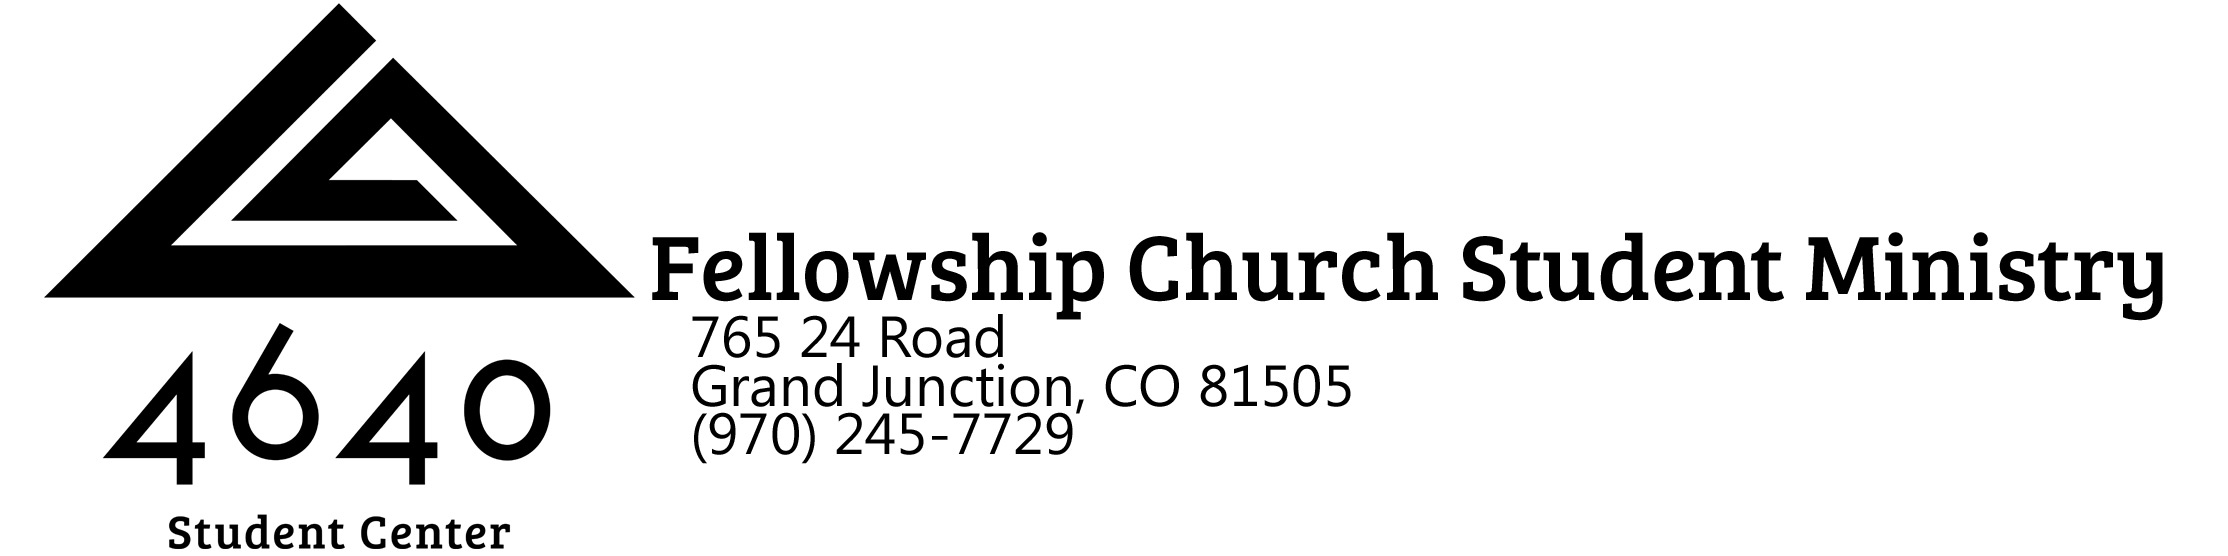 Fellowship Church Student Ministry
765 24 Road
Grand Junction, CO 81505
(970) 245-7729
4640
Student Center